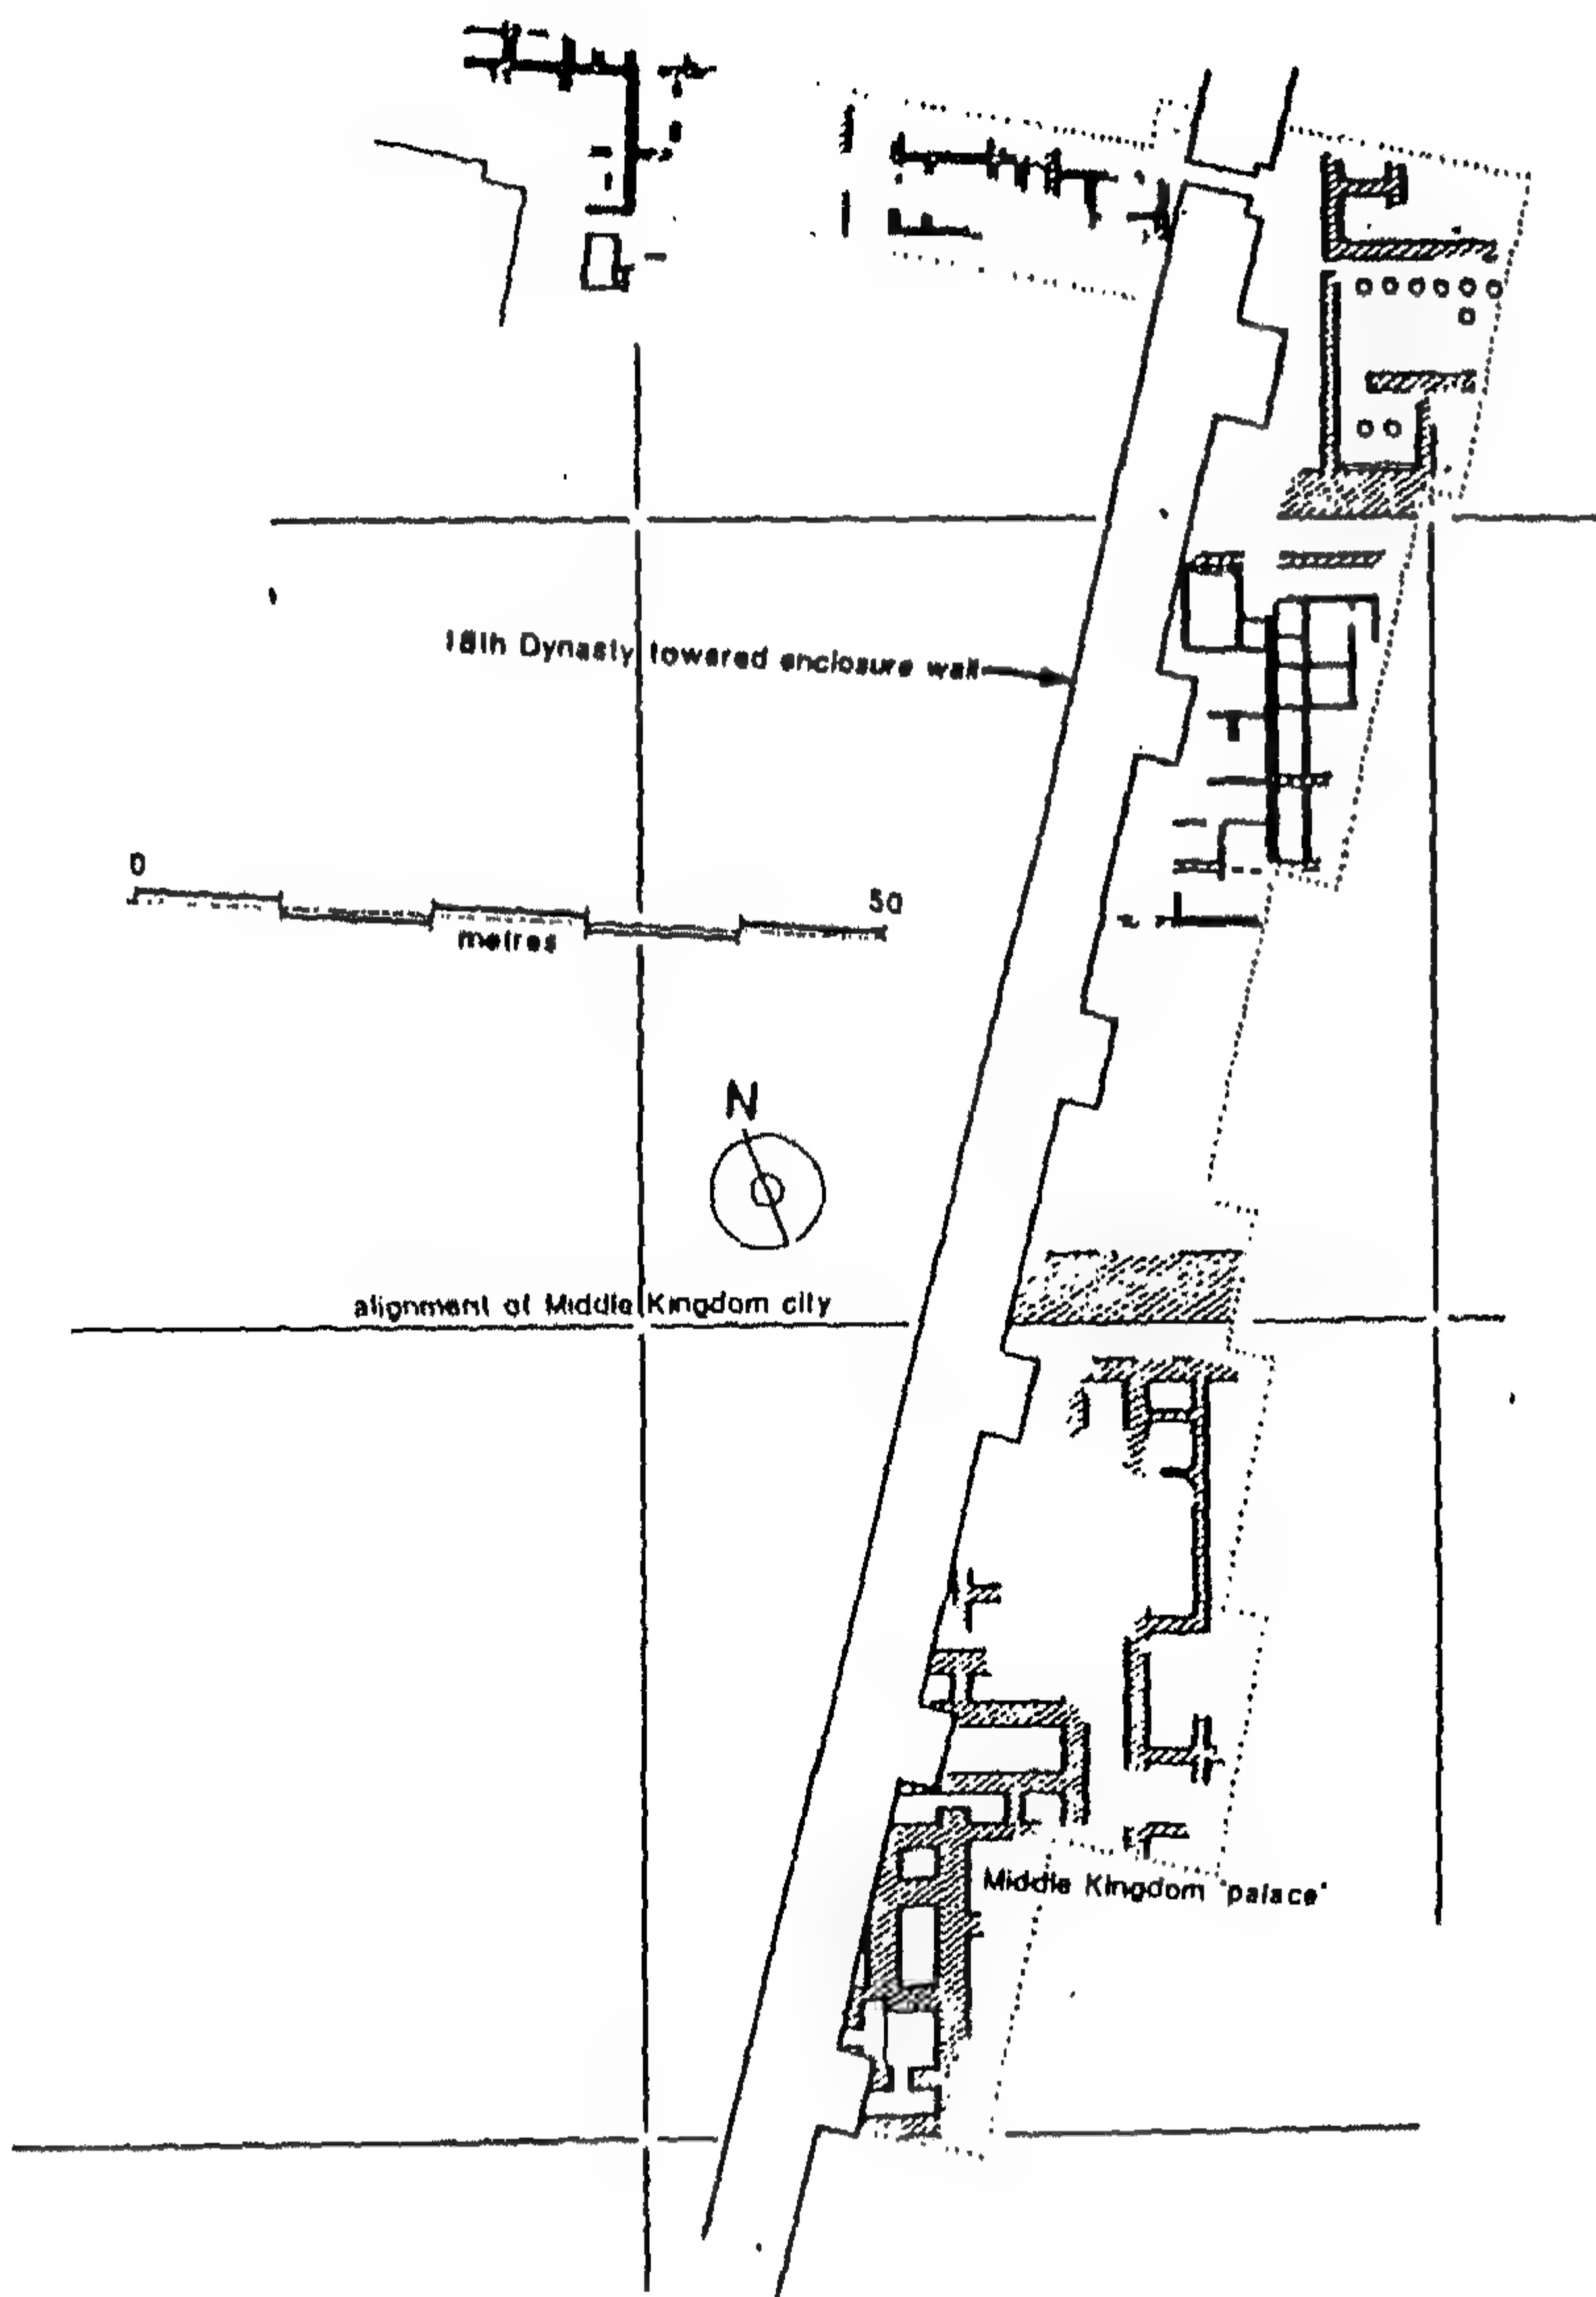 18th Dynasty towered enclosure wall
0
50
metres
N
alignment of Middle Kingdom city
Middle Kingdom 'palace'